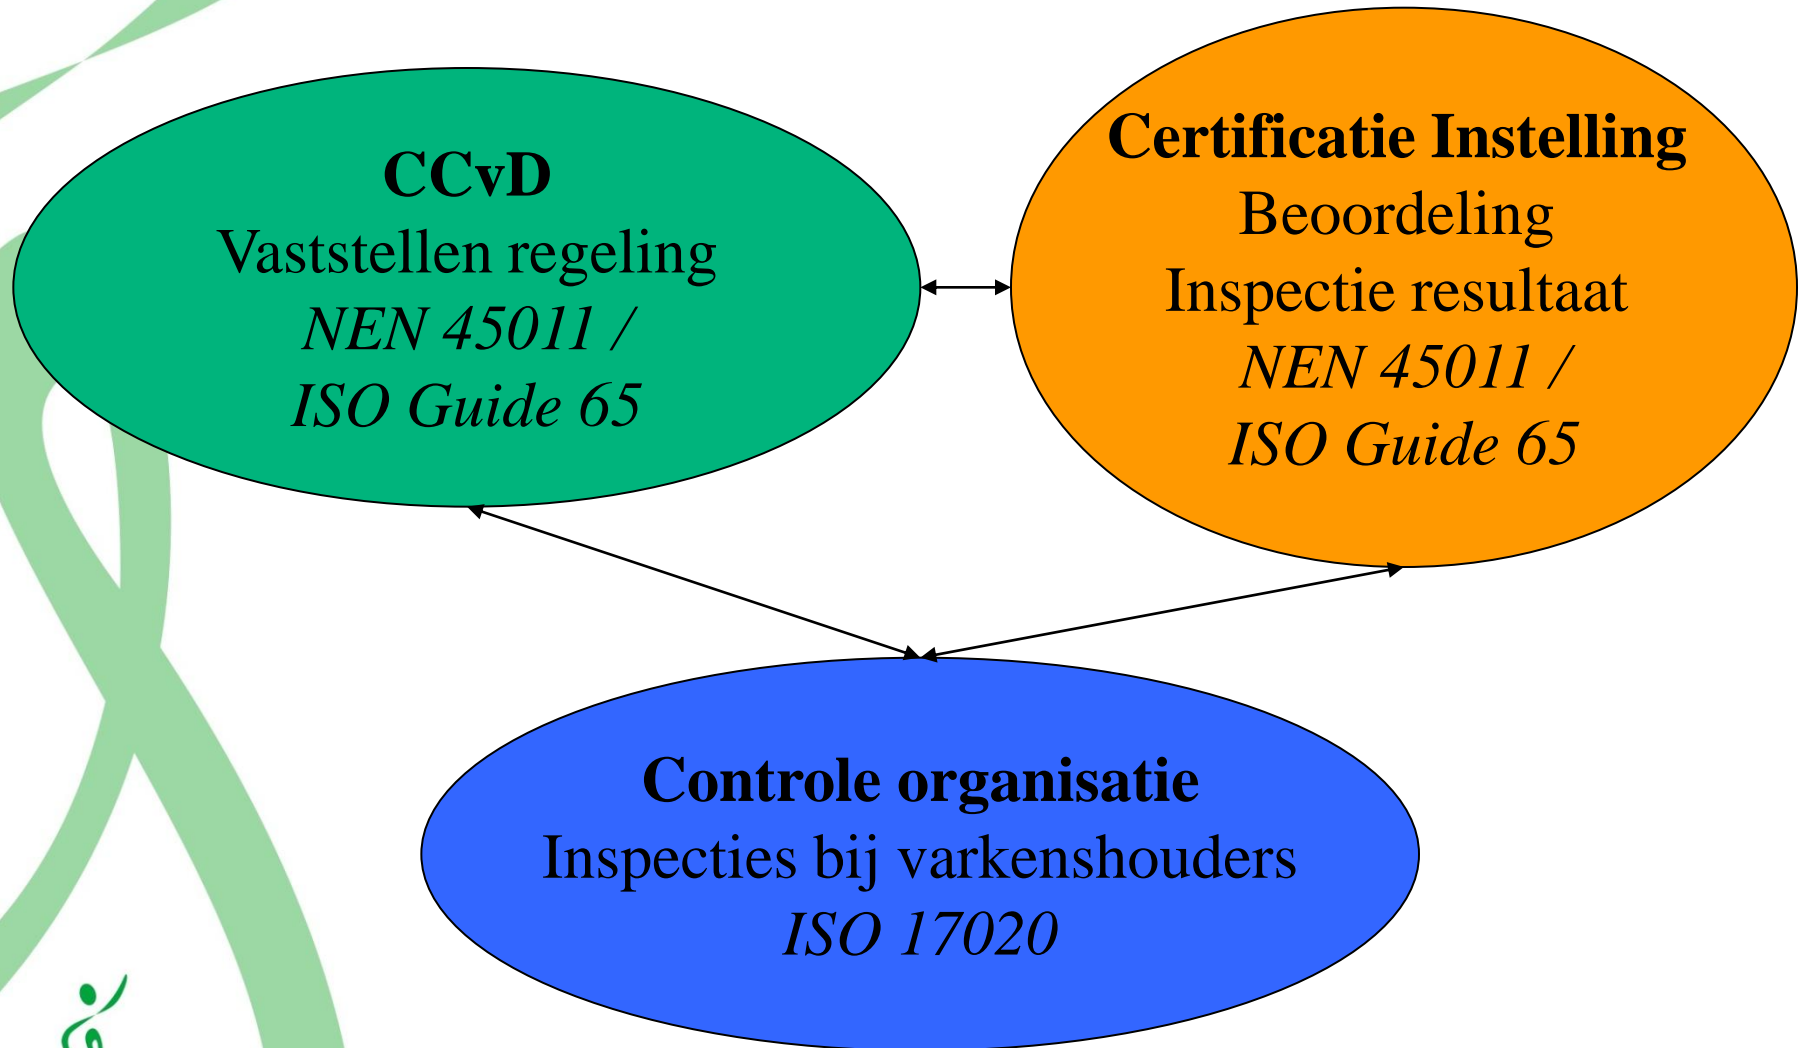 CCvD
Vaststellen regeling
NEN 45011 /
ISO Guide 65
Certificatie Instelling
Beoordeling
Inspectie resultaat
NEN 45011 /
ISO Guide 65
Controle organisatie
Inspecties bij varkenshouders
ISO 17020